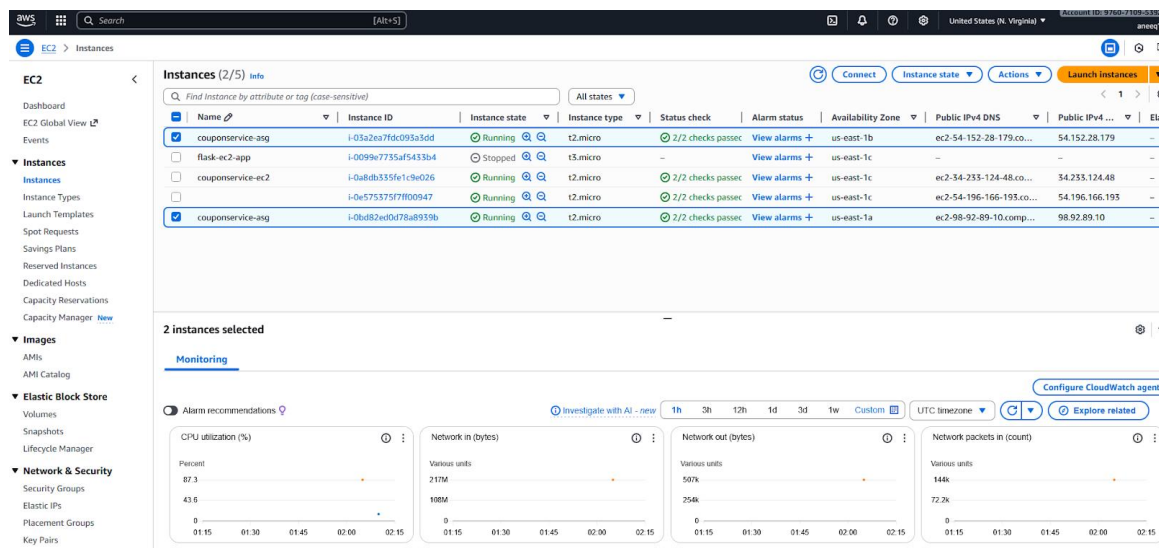 aws
Search [Alt+S] United States (N. Virginia)
aneeq
EC2 > Instances
EC2
Dashboard
EC2 Global View
Events
Instances
Instances
Instance Types
Launch Templates
Spot Requests
Savings Plans
Reserved Instances
Dedicated Hosts
Capacity Reservations
Capacity Manager New
Images
AMIs
AMI Catalog
Elastic Block Store
Volumes
Snapshots
Lifecycle Manager
Network & Security
Security Groups
Elastic IPs
Placement Groups
Key Pairs
Instances (2/5) Info Connect Instance state Actions Launch instances
Find Instance by attribute or tag (case-sensitive) All states < 1 >
Name Instance ID Instance state Instance type Status check Alarm status Availability Zone Public IPv4 DNS Public IPv4 ... Ela
couponservice-asg i-03a2ea7fdc093a3dd Running t2.micro 2/2 checks passec View alarms + us-east-1b ec2-54-152-28-179.co... 54.152.28.179 –
flask-ec2-app i-0099e7735af5433b4 Stopped t3.micro – View alarms + us-east-1c – – –
couponservice-ec2 i-0a8db335fe1c9e026 Running t2.micro 2/2 checks passec View alarms + us-east-1c ec2-34-233-124-48.co... 34.233.124.48 –
i-0e575375f7ff00947 Running t2.micro 2/2 checks passec View alarms + us-east-1c ec2-54-196-166-193.co... 54.196.166.193 –
couponservice-asg i-0bd82ed0d78a8939b Running t2.micro 2/2 checks passec View alarms + us-east-1a ec2-98-92-89-10.comp... 98.92.89.10 –
2 instances selected
Monitoring
Configure CloudWatch agent
Alarm recommendations Investigate with AI - new 1h 3h 12h 1d 3d 1w Custom UTC timezone Explore related
CPU utilization (%)
Percent
87.3
43.6
0
01:15 01:30 01:45 02:00 02:15
Network in (bytes)
Various units
217M
108M
0
01:15 01:30 01:45 02:00 02:15
Network out (bytes)
Various units
507k
254k
0
01:15 01:30 01:45 02:00 02:15
Network packets in (count)
Various units
144k
72.2k
0
01:15 01:30 01:45 02:00 02:15